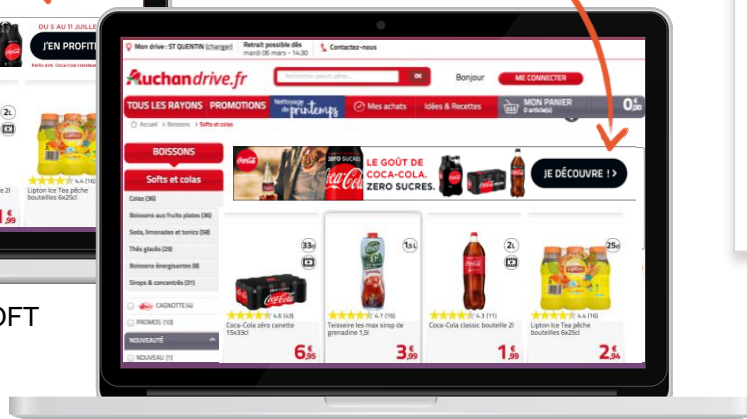 DU 5 AU 11 JUILLE
J'EN PROFIT
2L
4.4 (16)
Lipton Ice Tea pêche
bouteilles 6x25cl
e 2l
1€,99
OFT
Mon drive : ST QUENTIN (changer)
Retrait possible dès
mardi 06 mars - 14:30
Contactez-nous
Auchandrive.fr
OK
Bonjour
ME CONNECTER
TOUS LES RAYONS
PROMOTIONS
Nettoyage
de printemps
Mes achats
Idées & Recettes
MON PANIER
0 article(s)
0€,00
Accueil > Boissons > Softs et colas
BOISSONS
Softs et colas
Colas (36)
Boissons aux fruits plates (36)
Soda, limonades et tonics (58)
Thés glacés (29)
Boissons énergisantes (8)
Sirops & concentrés (31)
CAGNOTTE (4)
PROMOS (10)
NOUVEAUTÉ
NOUVEAU (1)
Coca-Cola
ZERO SUCRES
LE GOÛT DE
COCA-COLA.
ZERO SUCRES.
JE DÉCOUVRE ! >
33cl
4.6 (43)
Coca-Cola zéro canette
15x33cl
6€,95
1,5L
4.7 (16)
Teisseire les max sirop de
grenadine 1,5l
3€,99
2L
4.3 (11)
Coca-Cola classic bouteille 2l
1€,99
25cl
4.4 (16)
Lipton Ice Tea pêche
bouteilles 6x25cl
2€,94